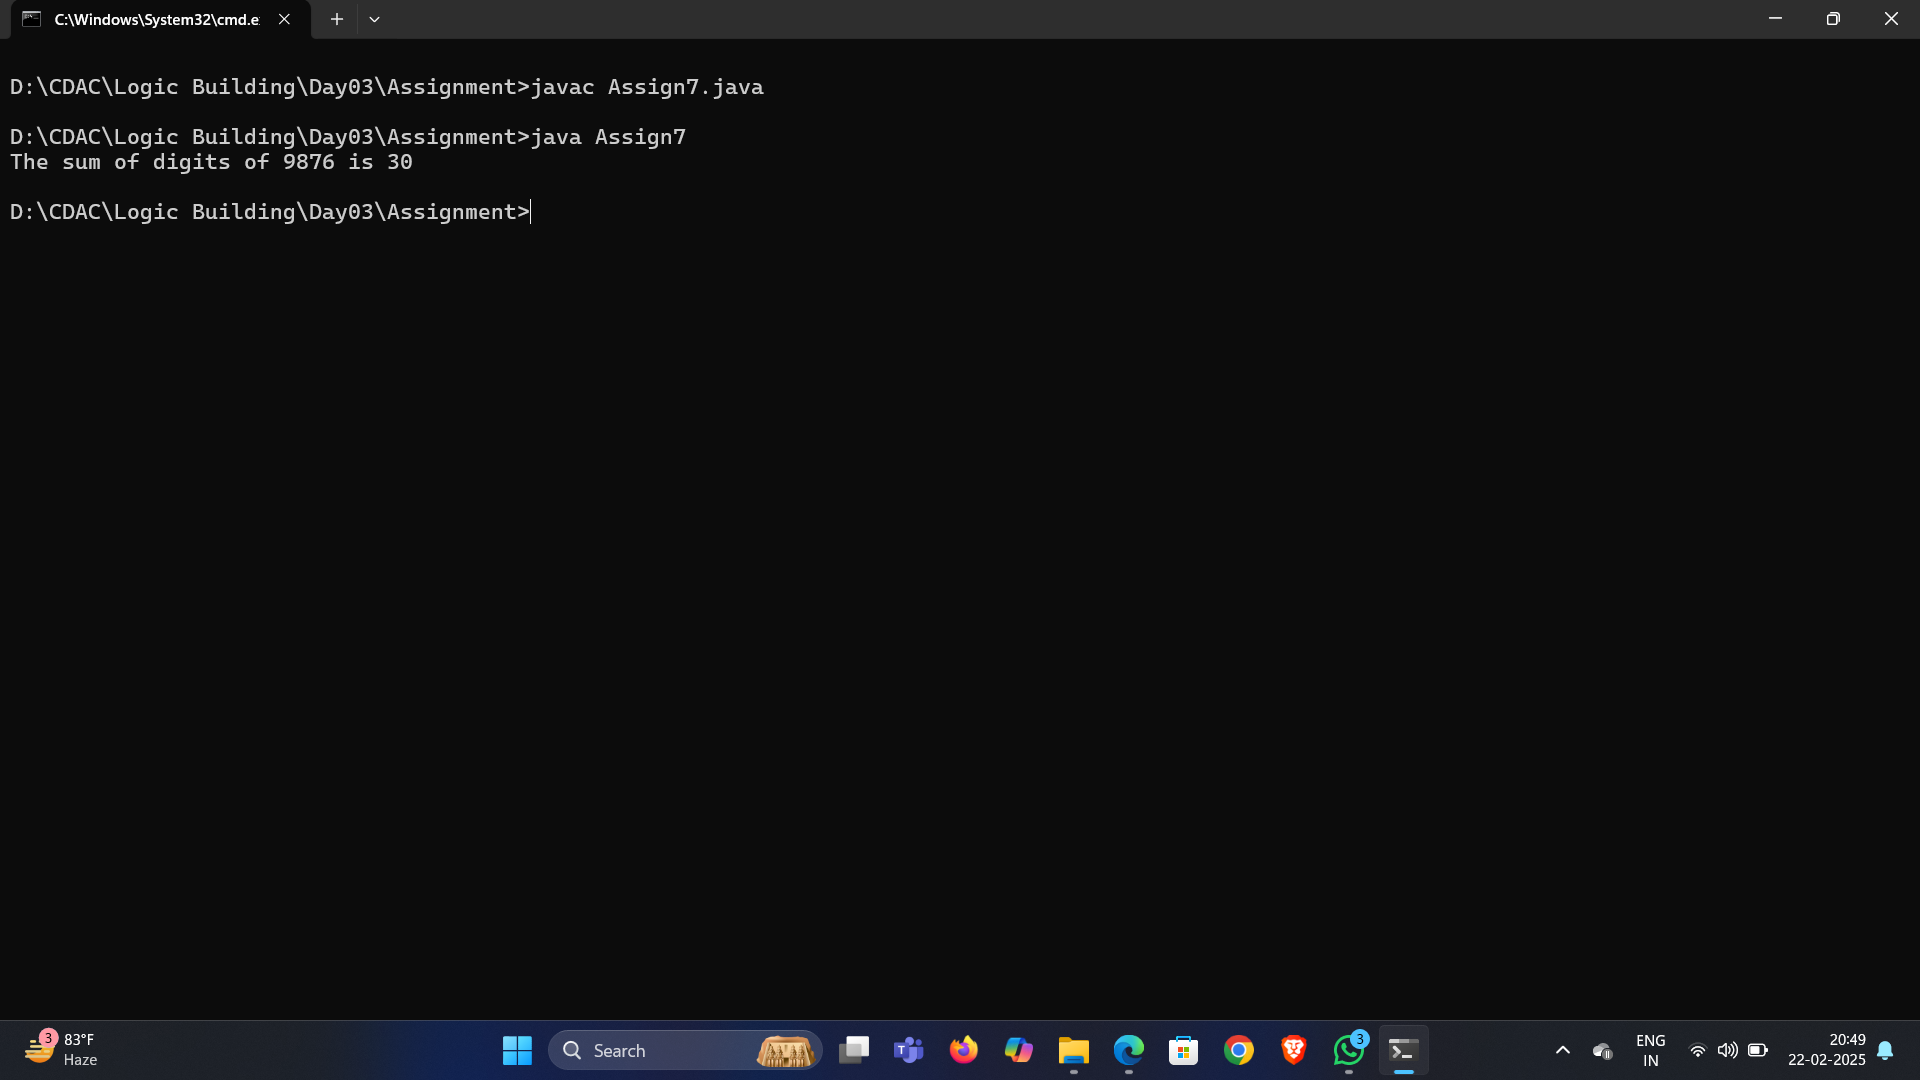 C:\Windows\System32\cmd.e
D:\CDAC\Logic Building\Day03\Assignment>javac Assign7.java
D:\CDAC\Logic Building\Day03\Assignment>java Assign7
The sum of digits of 9876 is 30
D:\CDAC\Logic Building\Day03\Assignment>
3
83°F
Haze
Search
T
3
ENG
IN
20:49
22-02-2025